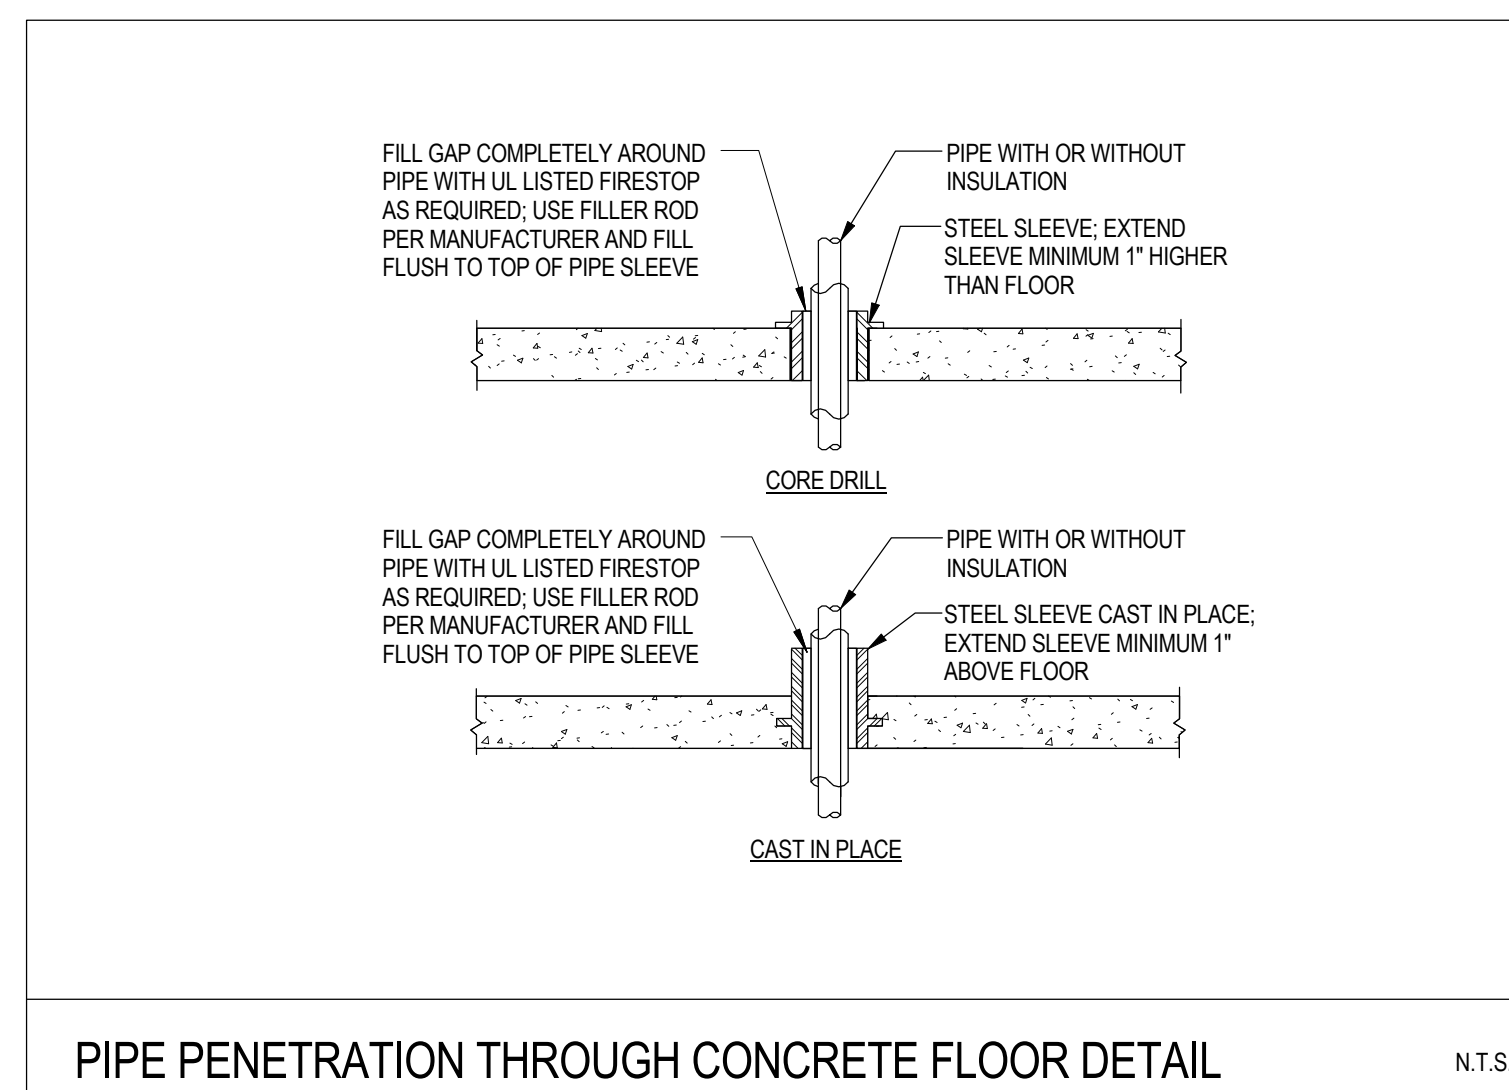 FILL GAP COMPLETELY AROUND
PIPE WITH UL LISTED FIRESTOP
AS REQUIRED; USE FILLER ROD
PER MANUFACTURER AND FILL
FLUSH TO TOP OF PIPE SLEEVE
PIPE WITH OR WITHOUT
INSULATION
STEEL SLEEVE; EXTEND
SLEEVE MINIMUM 1" HIGHER
THAN FLOOR
CORE DRILL
FILL GAP COMPLETELY AROUND
PIPE WITH UL LISTED FIRESTOP
AS REQUIRED; USE FILLER ROD
PER MANUFACTURER AND FILL
FLUSH TO TOP OF PIPE SLEEVE
PIPE WITH OR WITHOUT
INSULATION
STEEL SLEEVE CAST IN PLACE;
EXTEND SLEEVE MINIMUM 1"
ABOVE FLOOR
CAST IN PLACE
PIPE PENETRATION THROUGH CONCRETE FLOOR DETAIL
N.T.S